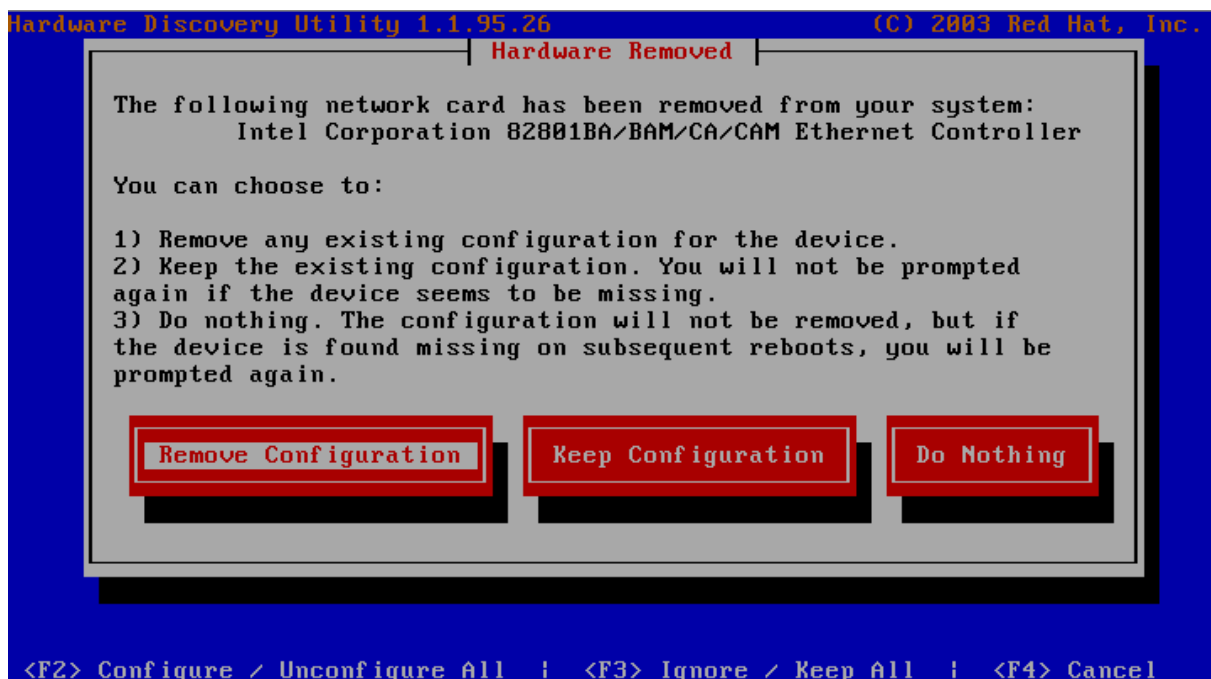 Hardware Discovery Utility 1.1.95.26 (C) 2003 Red Hat, Inc.
Hardware Removed
The following network card has been removed from your system:
Intel Corporation 82801BA/BAM/CA/CAM Ethernet Controller
You can choose to:
1) Remove any existing configuration for the device.
2) Keep the existing configuration. You will not be prompted
again if the device seems to be missing.
3) Do nothing. The configuration will not be removed, but if
the device is found missing on subsequent reboots, you will be
prompted again.
Remove Configuration Keep Configuration Do Nothing
<F2> Configure / Unconfigure All | <F3> Ignore / Keep All | <F4> Cancel